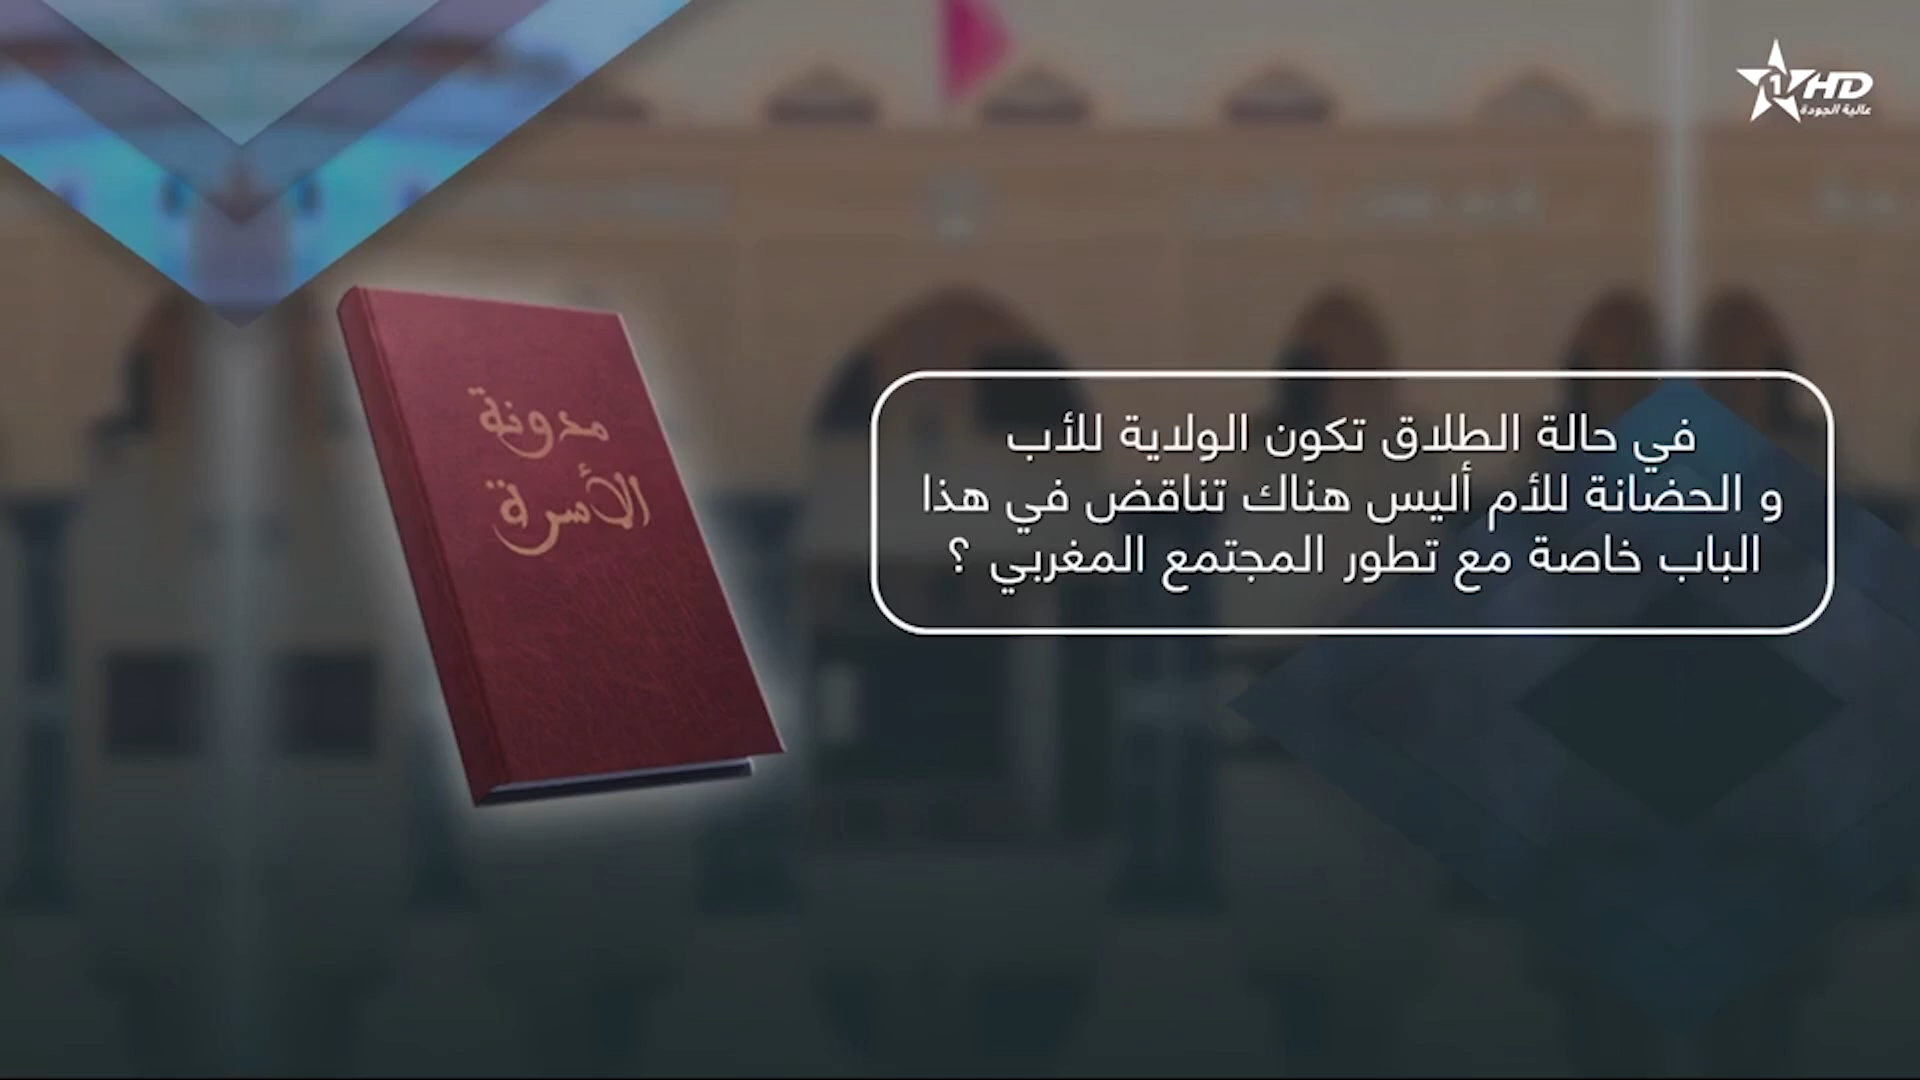 HD
عالية الجودة
1
مدونة
الأسرة
في حالة الطلاق تكون الولاية للأب
و الحضانة للأم أليس هناك تناقض في هذا
الباب خاصة مع تطور المجتمع المغربي ؟